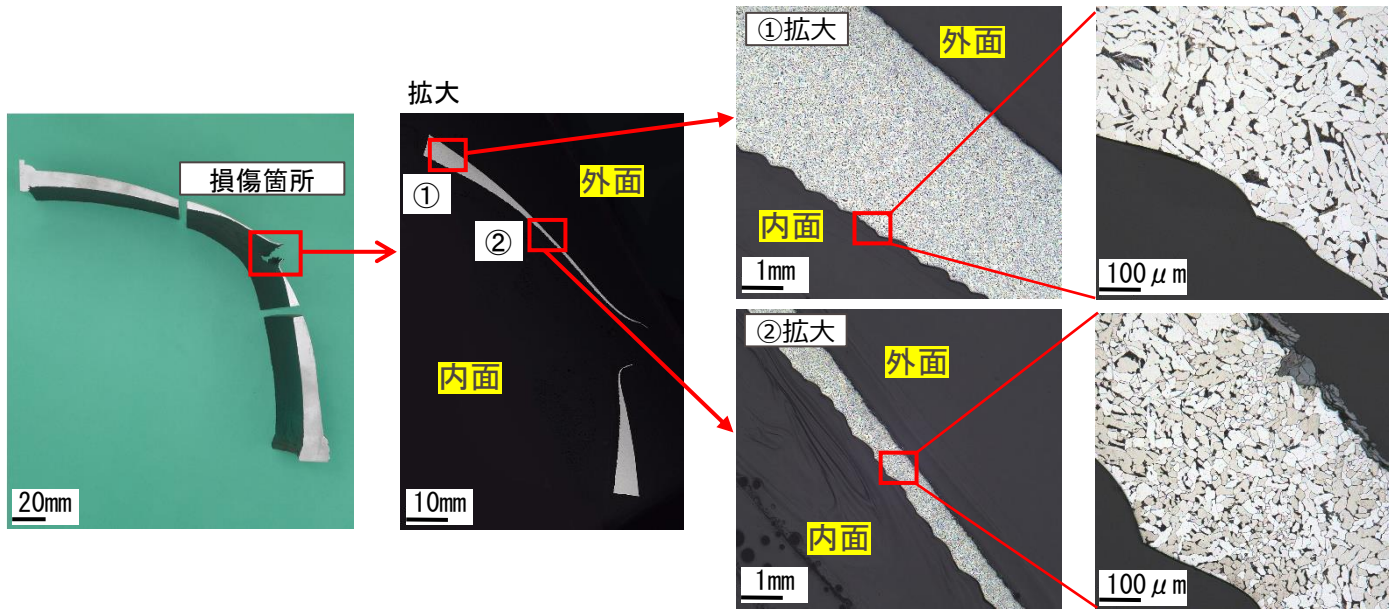 損傷箇所
20mm
拡大
①
②
外面
内面
10mm
①拡大
外面
内面
1mm
100μm
②拡大
外面
内面
1mm
100μm